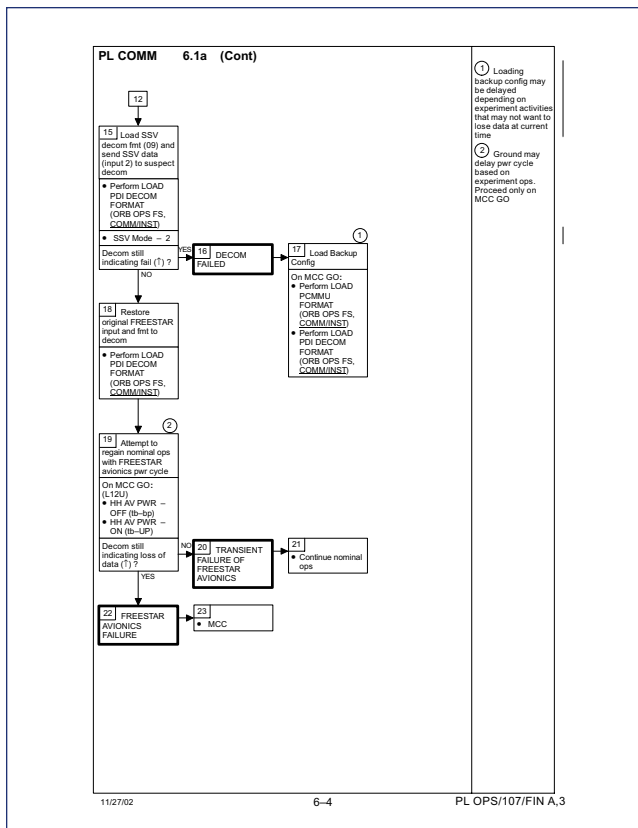 PL COMM 6.1a (Cont)
12
15 Load SSV
decom fmt (09) and
send SSV data
(input 2) to suspect
decom
• Perform LOAD
PDI DECOM
FORMAT
(ORB OPS FS,
COMM/INST)
• SSV Mode – 2
Decom still
indicating fail (↑) ?
YES
NO
16 DECOM
FAILED
1
17 Load Backup
Config
On MCC GO:
• Perform LOAD
PCMMU
FORMAT
(ORB OPS FS,
COMM/INST)
• Perform LOAD
PDI DECOM
FORMAT
(ORB OPS FS,
COMM/INST)
18 Restore
original FREESTAR
input and fmt to
decom
• Perform LOAD
PDI DECOM
FORMAT
(ORB OPS FS,
COMM/INST)
2
19 Attempt to
regain nominal ops
with FREESTAR
avionics pwr cycle
On MCC GO:
(L12U)
• HH AV PWR –
OFF (tb–bp)
• HH AV PWR –
ON (tb–UP)
Decom still
indicating loss of
data (↑) ?
NO
YES
20 TRANSIENT
FAILURE OF
FREESTAR
AVIONICS
21
• Continue nominal
ops
22 FREESTAR
AVIONICS
FAILURE
23
• MCC
1 Loading
backup config may
be delayed
depending on
experiment activities
that may not want to
lose data at current
time
2 Ground may
delay pwr cycle
based on
experiment ops.
Proceed only on
MCC GO
11/27/02
6–4
PL OPS/107/FIN A,3